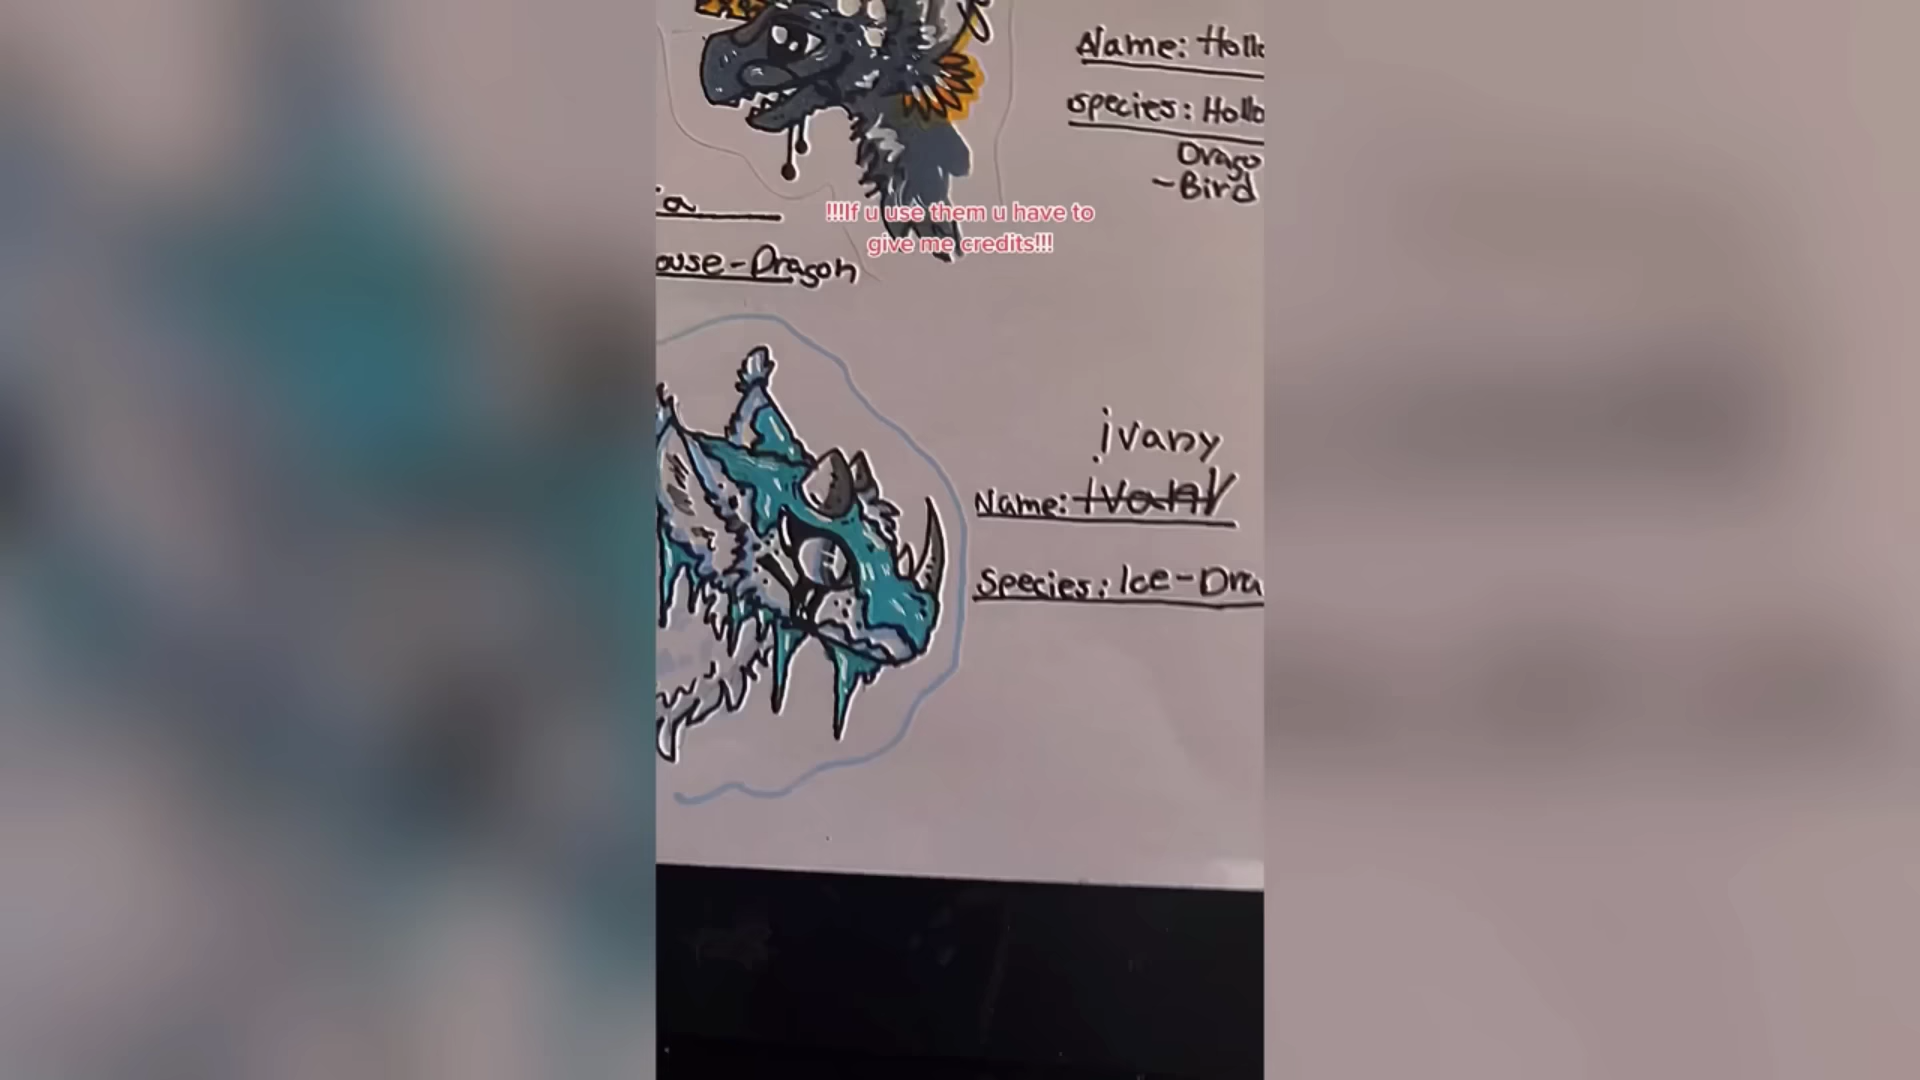 Name: Hollo
species: Hollo
Drago
-Bird
ia
!!!If u use them u have to
give me credits!!!
ouse-Dragon
ivany
Name:
Species: Ice-Dra